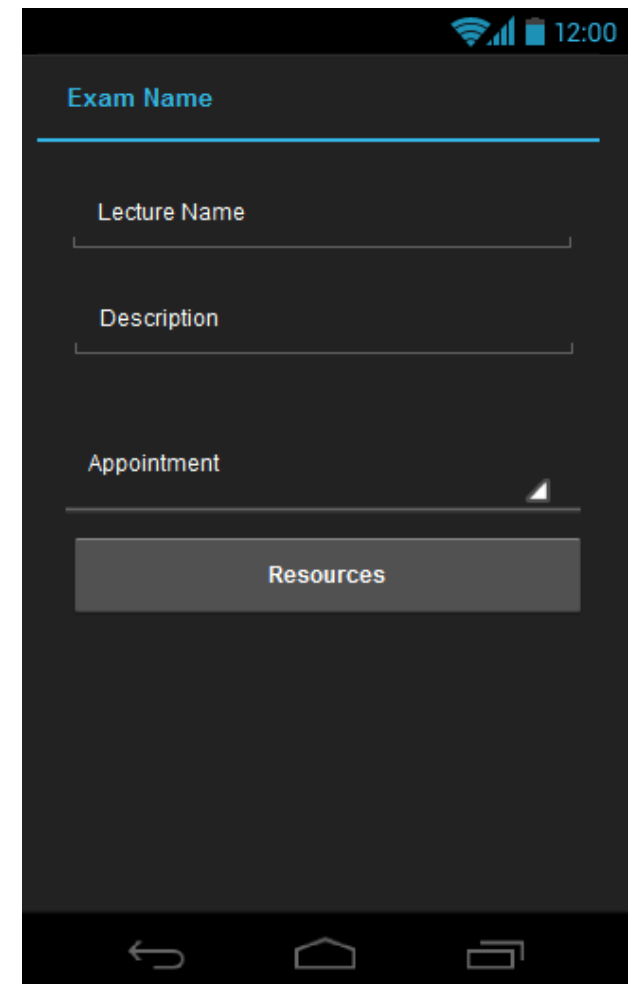 12:00
Exam Name
Lecture Name
Description
Appointment
Resources